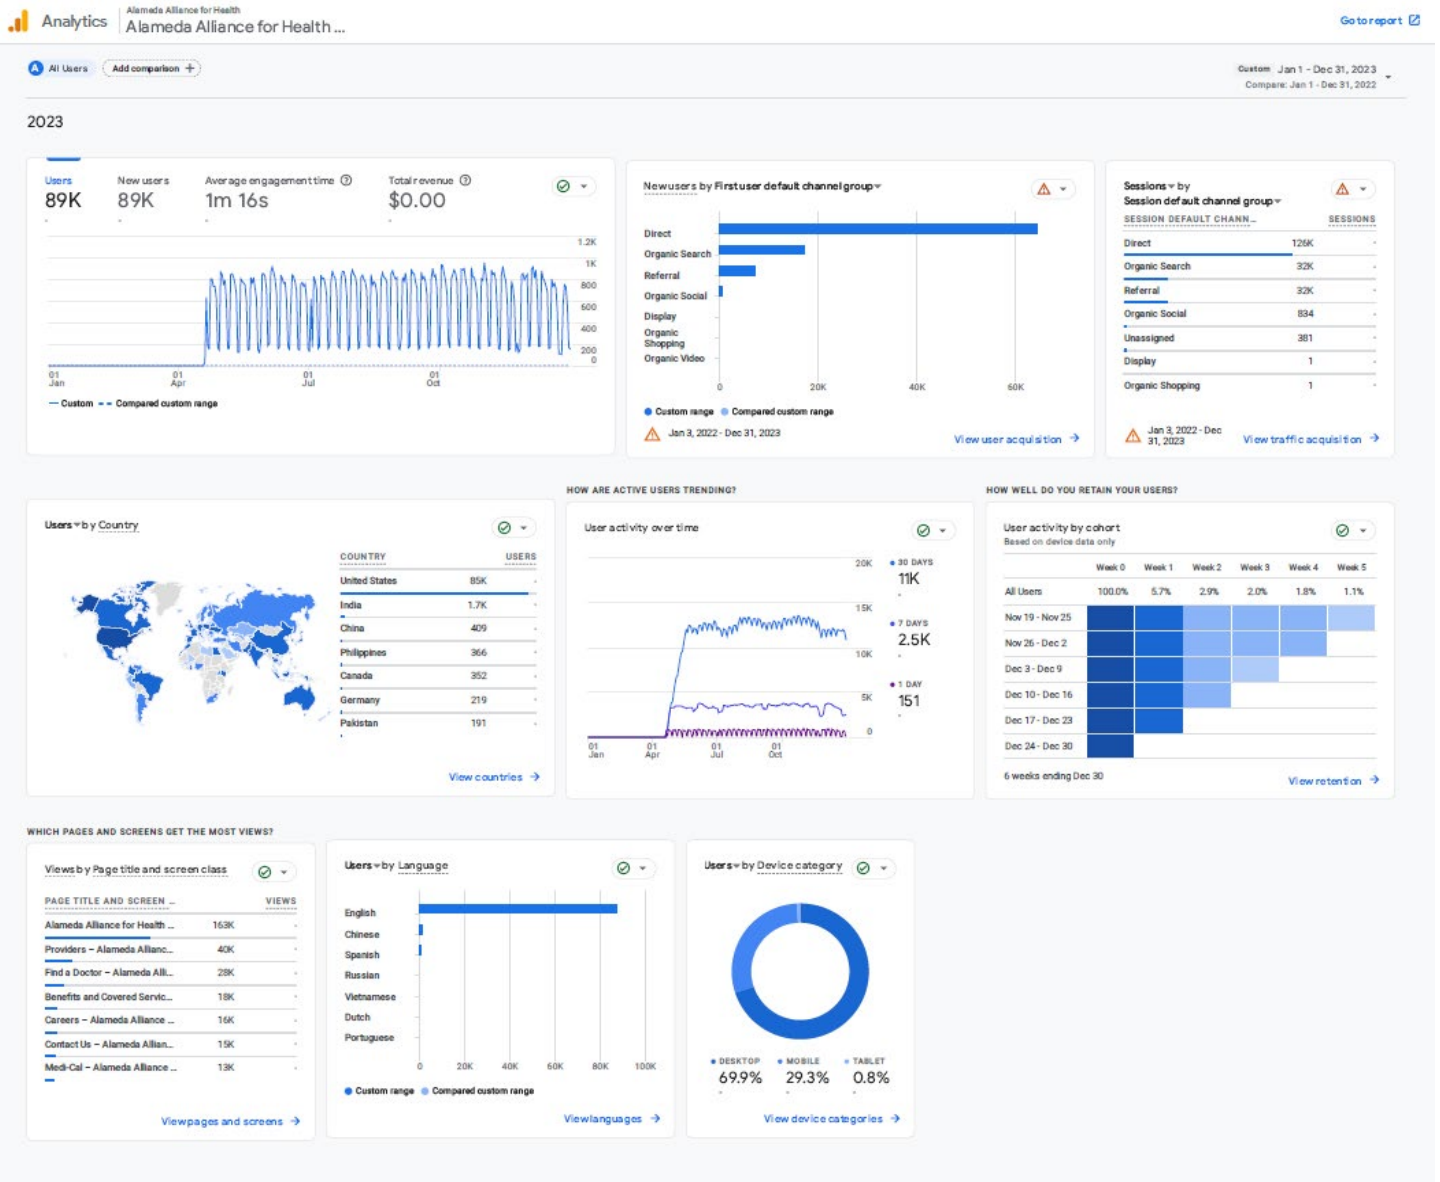 Analytics
Alameda Alliance for Health
Alameda Alliance for Health ...
Go to report
A All Users
Add comparison +
Custom Jan 1 - Dec 31, 2023
Compare: Jan 1 - Dec 31, 2022
2023
Users New users Average engagement time Total revenue
89K 89K 1m 16s $0.00
1.2K
1K
800
600
400
200
0
01 Jan
01 Apr
01 Jul
01 Oct
Custom Compared custom range
New users by First user default channel group
Direct
Organic Search
Referral
Organic Social
Display
Organic Shopping
Organic Video
0 20K 40K 60K
Custom range Compared custom range
Jan 3, 2022 - Dec 31, 2023
View user acquisition
Sessions by
Session default channel group
SESSION DEFAULT CHANN... SESSIONS
Direct 126K -
Organic Search 32K -
Referral 32K -
Organic Social 834 -
Unassigned 381 -
Display 1 -
Organic Shopping 1 -
Jan 3, 2022 - Dec
31, 2023
View traffic acquisition
Users by Country
COUNTRY USERS
United States 85K -
India 1.7K -
China 409 -
Philippines 366 -
Canada 352 -
Germany 219 -
Pakistan 191 -
View countries
HOW ARE ACTIVE USERS TRENDING?
User activity over time
20K
15K
10K
5K
0
01 Jan
01 Apr
01 Jul
01 Oct
30 DAYS
11K
7 DAYS
2.5K
1 DAY
151
HOW WELL DO YOU RETAIN YOUR USERS?
User activity by cohort
Based on device data only
Week 0 Week 1 Week 2 Week 3 Week 4 Week 5
All Users 100.0% 5.7% 2.9% 2.0% 1.8% 1.1%
Nov 19 - Nov 25
Nov 26 - Dec 2
Dec 3 - Dec 9
Dec 10 - Dec 16
Dec 17 - Dec 23
Dec 24 - Dec 30
6 weeks ending Dec 30
View retention
WHICH PAGES AND SCREENS GET THE MOST VIEWS?
Views by Page title and screen class
PAGE TITLE AND SCREEN ... VIEWS
Alameda Alliance for Health ... 163K -
Providers – Alameda Allianc... 40K -
Find a Doctor – Alameda Alli... 28K -
Benefits and Covered Servic... 18K -
Careers – Alameda Alliance ... 16K -
Contact Us – Alameda Allian... 15K -
Medi-Cal – Alameda Alliance ... 13K -
View pages and screens
Users by Language
English
Chinese
Spanish
Russian
Vietnamese
Dutch
Portuguese
0 20K 40K 60K 80K 100K
Custom range Compared custom range
View languages
Users by Device category
DESKTOP MOBILE TABLET
69.9% 29.3% 0.8%
View device categories